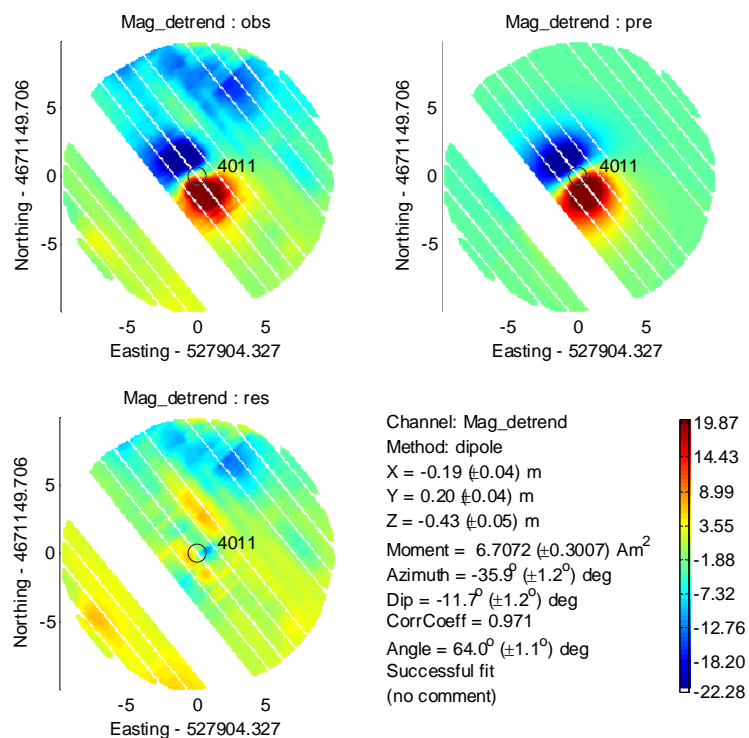 Mag_detrend : obs
5
0
-5
Northing - 4671149.706
4011
-5 0 5
Easting - 527904.327
Mag_detrend : pre
5
0
-5
Northing - 4671149.706
4011
-5 0 5
Easting - 527904.327
Mag_detrend : res
5
0
-5
Northing - 4671149.706
4011
-5 0 5
Easting - 527904.327
Channel: Mag_detrend
Method: dipole
X = -0.19 (±0.04) m
Y = 0.20 (±0.04) m
Z = -0.43 (±0.05) m
Moment = 6.7072 (±0.3007) Am²
Azimuth = -35.9° (±1.2°) deg
Dip = -11.7° (±1.2°) deg
CorrCoeff = 0.971
Angle = 64.0° (±1.1°) deg
Successful fit
(no comment)
19.87
14.43
8.99
3.55
-1.88
-7.32
-12.76
-18.20
-22.28